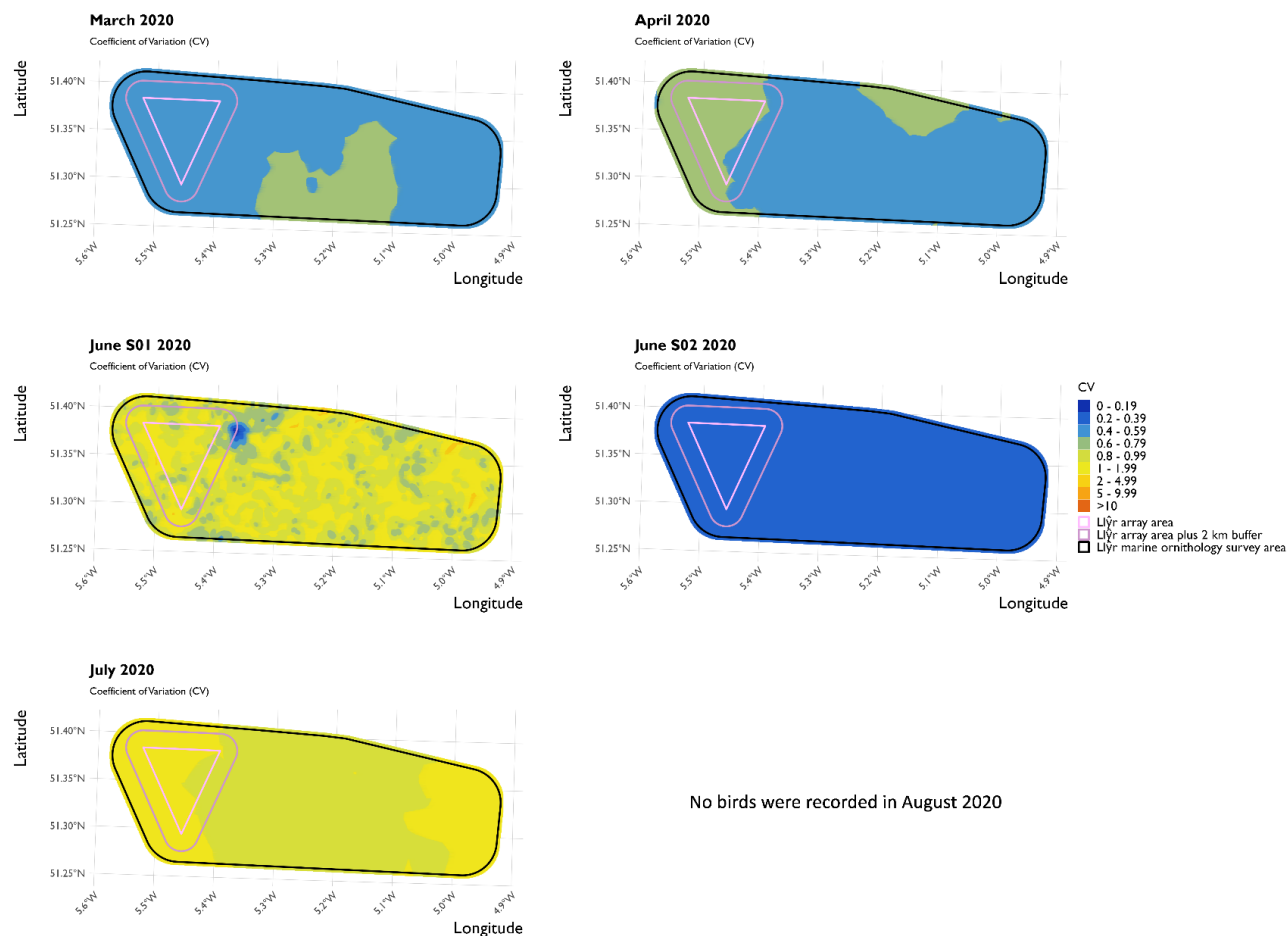 March 2020
Coefficient of Variation (CV)
Latitude
51.40°N
51.35°N
51.30°N
51.25°N
5.6°W
5.5°W
5.4°W
5.3°W
5.2°W
5.1°W
5.0°W
4.9°W
Longitude
April 2020
Coefficient of Variation (CV)
Latitude
51.40°N
51.35°N
51.30°N
51.25°N
5.6°W
5.5°W
5.4°W
5.3°W
5.2°W
5.1°W
5.0°W
4.9°W
Longitude
June S01 2020
Coefficient of Variation (CV)
Latitude
51.40°N
51.35°N
51.30°N
51.25°N
5.6°W
5.5°W
5.4°W
5.3°W
5.2°W
5.1°W
5.0°W
4.9°W
Longitude
June S02 2020
Coefficient of Variation (CV)
Latitude
51.40°N
51.35°N
51.30°N
51.25°N
5.6°W
5.5°W
5.4°W
5.3°W
5.2°W
5.1°W
5.0°W
4.9°W
Longitude
CV
0 - 0.19
0.2 - 0.39
0.4 - 0.59
0.6 - 0.79
0.8 - 0.99
1 - 1.99
2 - 4.99
5 - 9.99
>10
Llŷr array area
Llŷr array area plus 2 km buffer
Llŷr marine ornithology survey area
July 2020
Coefficient of Variation (CV)
Latitude
51.40°N
51.35°N
51.30°N
51.25°N
5.6°W
5.5°W
5.4°W
5.3°W
5.2°W
5.1°W
5.0°W
4.9°W
Longitude
No birds were recorded in August 2020